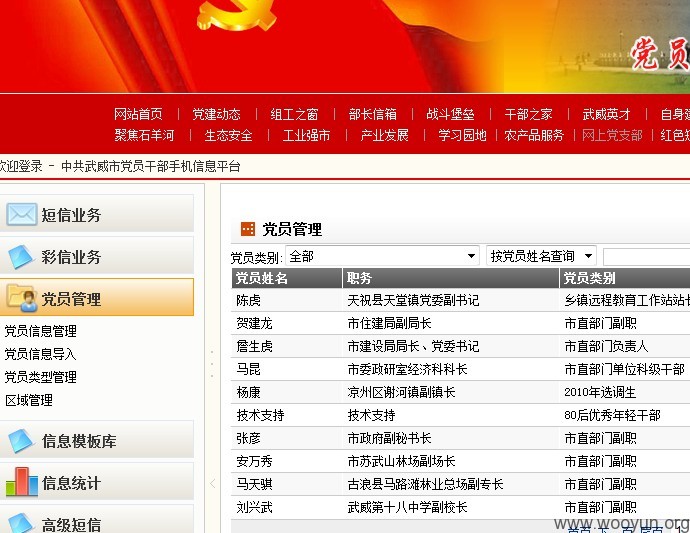 党员
网站首页 | 党建动态 | 组工之窗 | 部长信箱 | 战斗堡垒 | 干部之家 | 武威英才 | 自身
聚焦石羊河 | 生态安全 | 工业强市 | 产业发展 | 学习园地 | 农产品服务 | 网上党支部 | 红色
欢迎登录 - 中共武威市党员干部手机信息平台
短信业务
彩信业务
党员管理
党员信息管理
党员信息导入
党员类型管理
区域管理
信息模板库
信息统计
高级短信
党员管理
党员类别: 全部 按党员姓名查询
党员姓名 职务 党员类别
陈虎 天祝县天堂镇党委副书记 乡镇远程教育工作站站长
贺建龙 市住建局副局长 市直部门副职
詹生虎 市建设局局长、党委书记 市直部门负责人
马昆 市委政研室经济科科长 市直部门单位科级干部
杨康 凉州区谢河镇副镇长 2010年选调生
技术支持 技术支持 80后优秀年轻干部
张彦 市政府副秘书长 市直部门副职
安万秀 市苏武山林场副场长 市直部门副职
马天骐 古浪县马路滩林业总场副专长 市直部门副职
刘兴武 武威第十八中学副校长 市直部门副职
www.wooyun.org